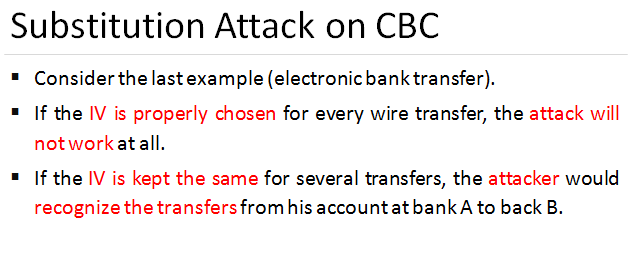 Substitution Attack on CBC
▪ Consider the last example (electronic bank transfer).
▪ If the IV is properly chosen for every wire transfer, the attack will
not work at all.
▪ If the IV is kept the same for several transfers, the attacker would
recognize the transfers from his account at bank A to back B.